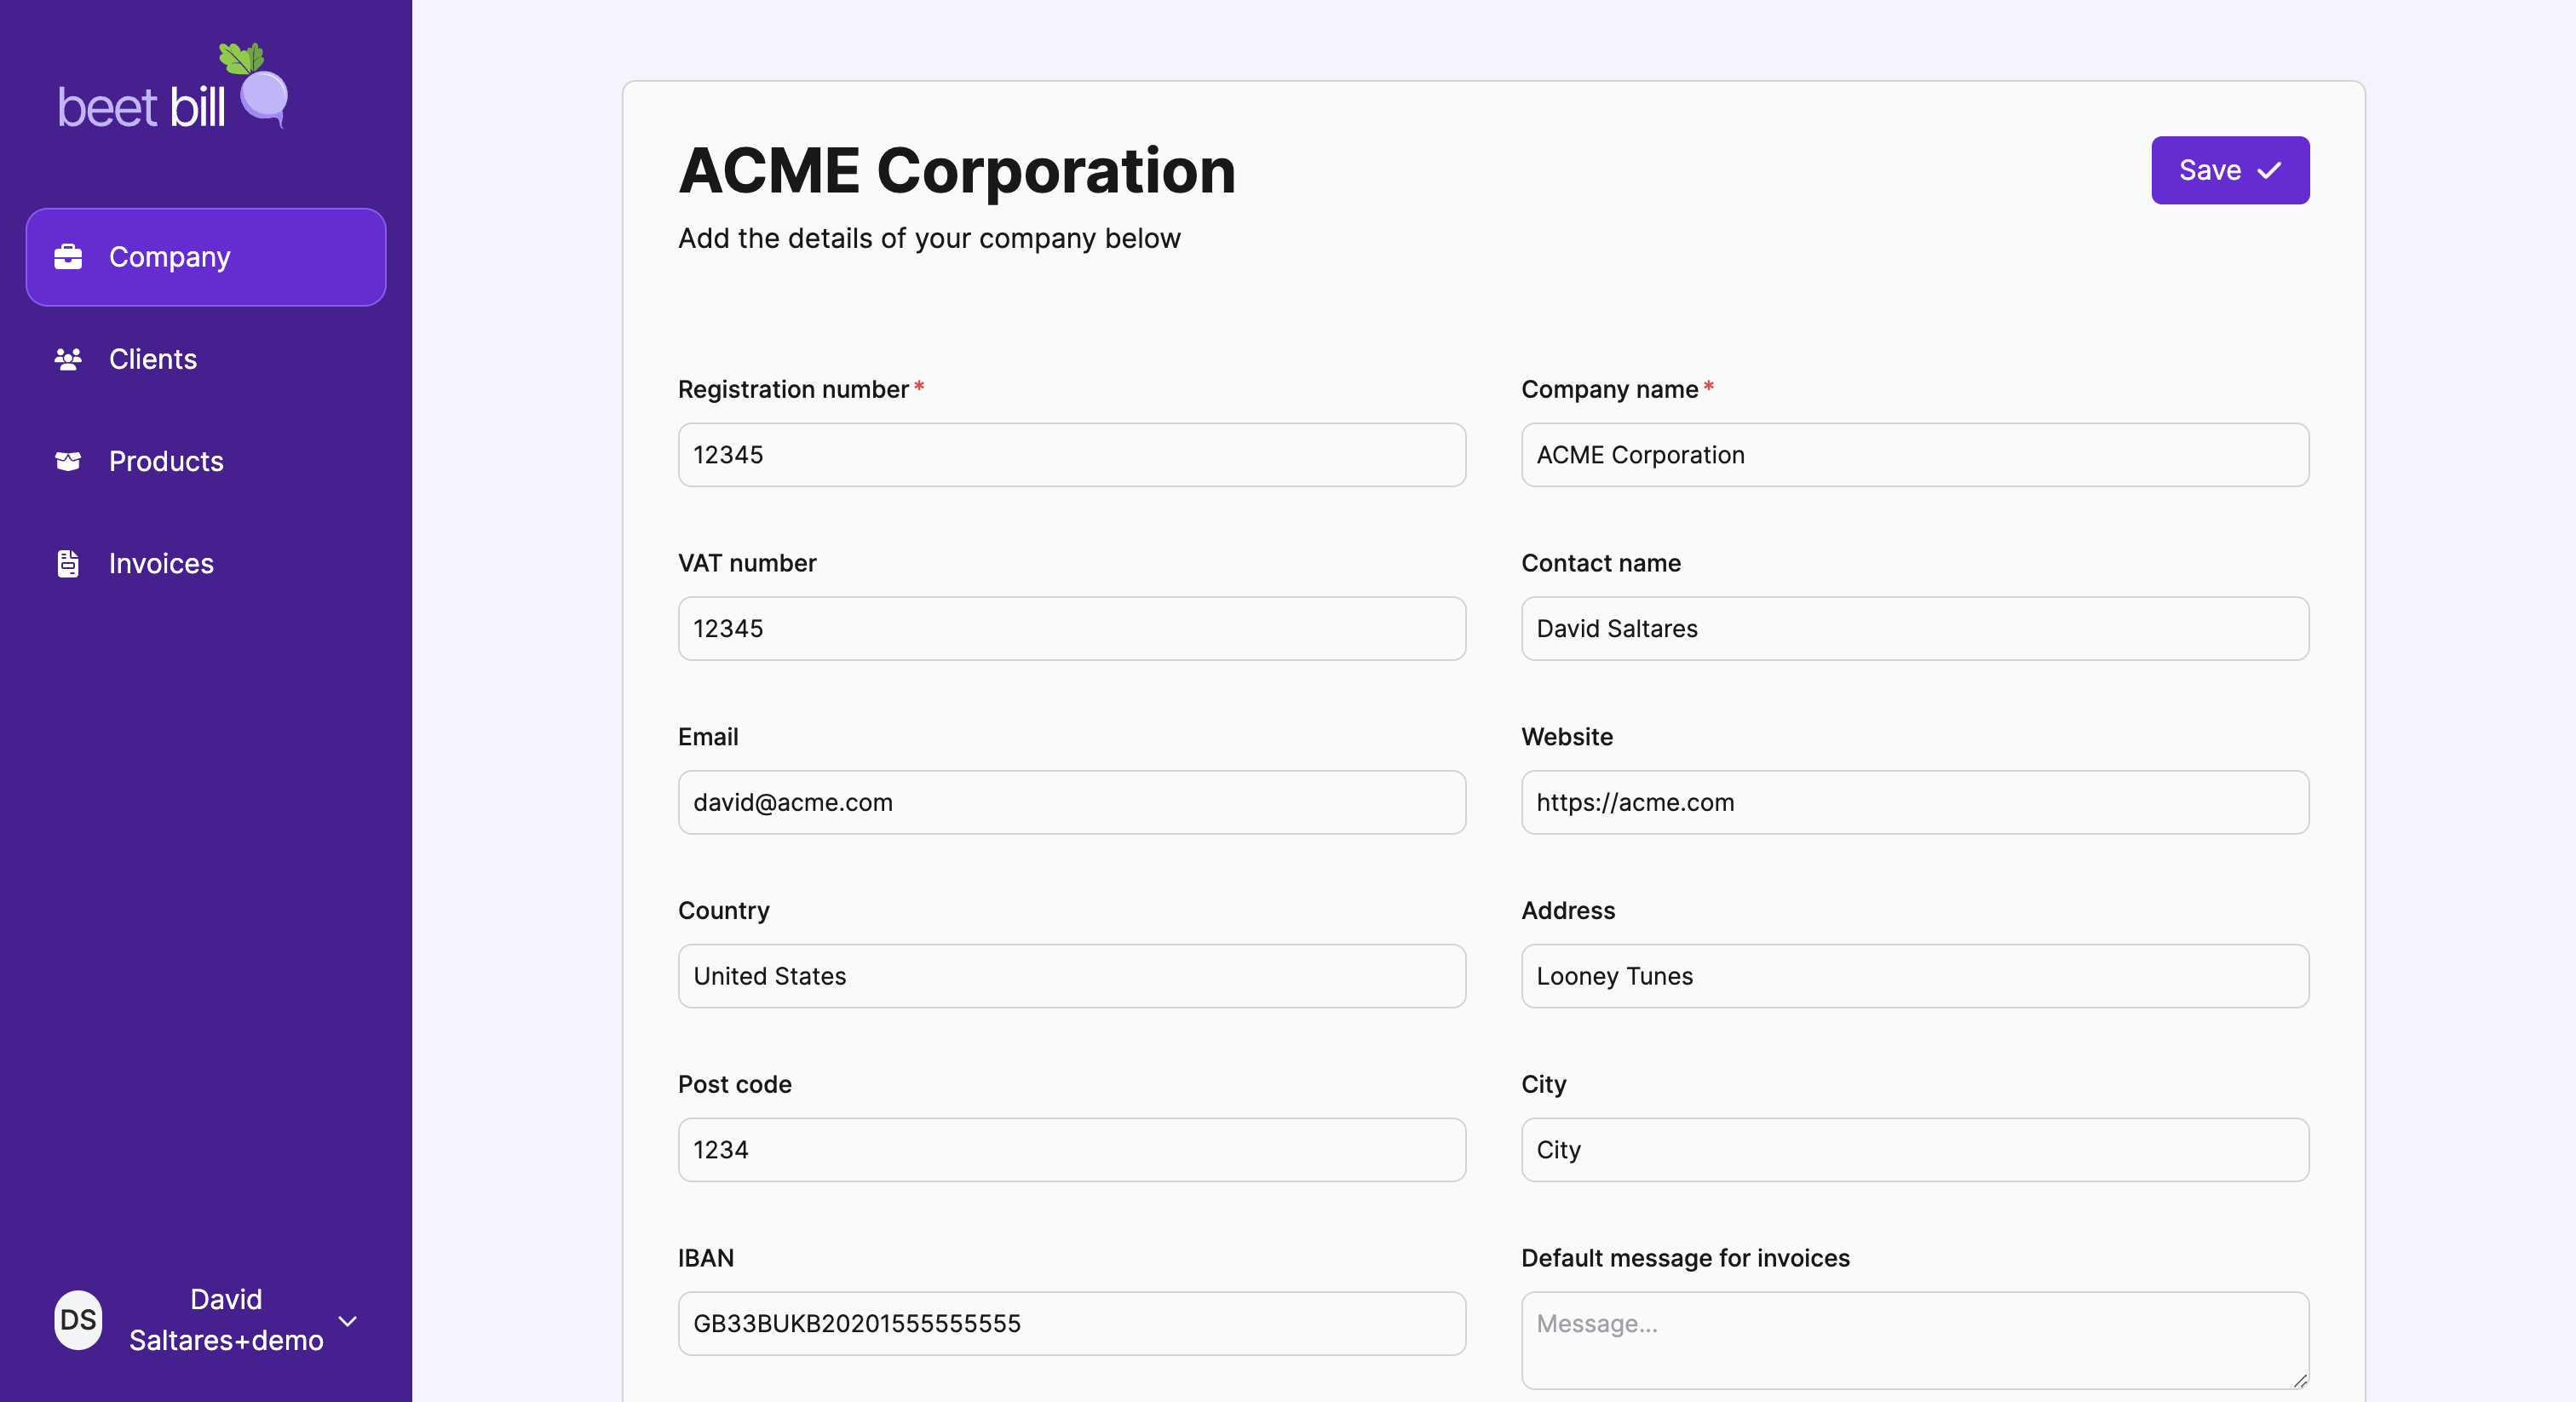 beet bill
Company
Clients
Products
Invoices
DS
David
Saltares+demo
ACME Corporation
Save
Add the details of your company below
Registration number*
Company name*
12345
ACME Corporation
VAT number
Contact name
12345
David Saltares
Email
Website
david@acme.com
https://acme.com
Country
Address
United States
Looney Tunes
Post code
City
1234
City
IBAN
Default message for invoices
GB33BUKB20201555555555
Message...